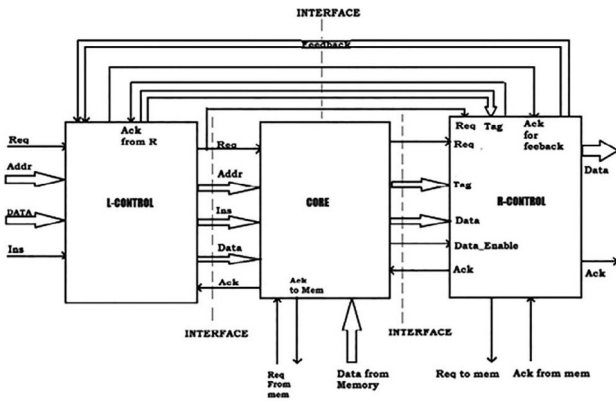 INTERFACE
Feedback
Ack
from R
Req
Addr
DATA
Ins
L-CONTROL
Req
Addr
Ins
Data
Ack
INTERFACE
CORE
Ack
to Mem
Req
From
mem
Data from
Memory
INTERFACE
Req Tag
Ack
for
feeback
Req
Tag
Data
Data_Enable
Ack
R-CONTROL
Data
Ack
Req to mem
Ack from mem